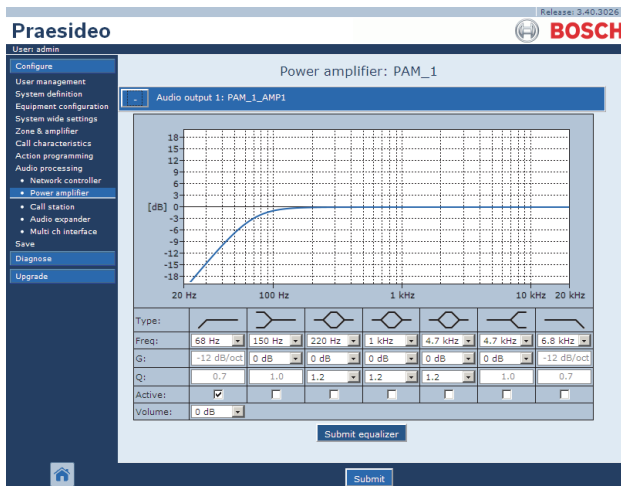 Release: 3.40.3026
Praesideo
BOSCH
User: admin
Configure
User management
System definition
Equipment configuration
System wide settings
Zone & amplifier
Call characteristics
Action programming
Audio processing
• Network controller
• Power amplifier
• Call station
• Audio expander
• Multi ch interface
Save
Diagnose
Upgrade
Power amplifier: PAM_1
- Audio output 1: PAM_1_AMP1
18
15
12
9
6
3
[dB] 0
-3
-6
-9
-12
-15
-18
20 Hz 100 Hz 1 kHz 10 kHz 20 kHz
Type:
Freq: 68 Hz 150 Hz 220 Hz 1 kHz 4.7 kHz 4.7 kHz 6.8 kHz
G: -12 dB/oct 0 dB 0 dB 0 dB 0 dB 0 dB -12 dB/oct
Q: 0.7 1.0 1.2 1.2 1.2 1.0 0.7
Active:
Volume: 0 dB
Submit equalizer
Submit